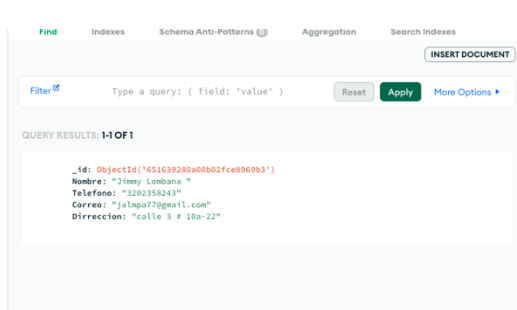 Find Indexes Schema Anti-Patterns 0 Aggregation Search Indexes
INSERT DOCUMENT
Filter Type a query: { field: 'value' } Reset Apply More Options
QUERY RESULTS: 1-1 OF 1
_id: ObjectId('651639280a00b02fce8969b3')
Nombre: "Jimmy Lombana "
Telefono: "3202358243"
Correo: "jalmpa77@gmail.com"
Dirreccion: "calle 3 # 10a-22"